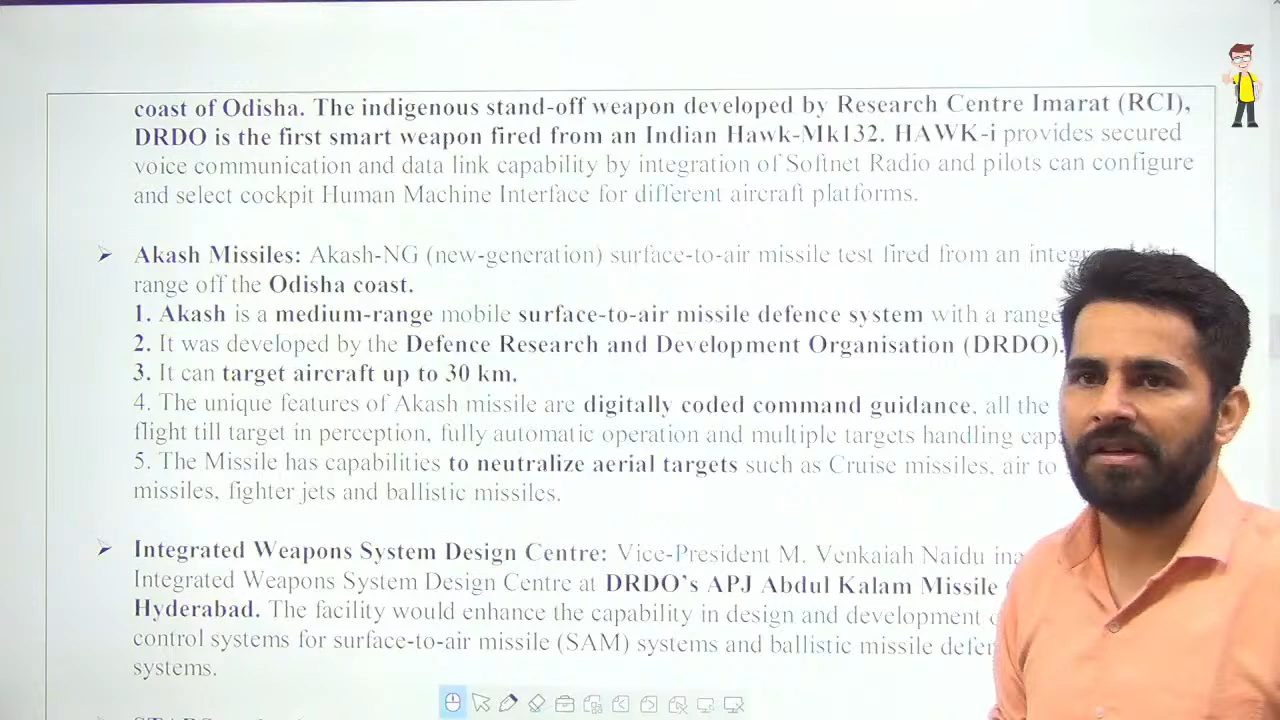 coast of Odisha. The indigenous stand-off weapon developed by Research Centre Imarat (RCI),
DRDO is the first smart weapon fired from an Indian Hawk-Mk132. HAWK-i provides secured
voice communication and data link capability by integration of Softnet Radio and pilots can configure
and select cockpit Human Machine Interface for different aircraft platforms.
➢ Akash Missiles: Akash-NG (new-generation) surface-to-air missile test fired from an integrated test
range off the Odisha coast.
1. Akash is a medium-range mobile surface-to-air missile defence system with a range
2. It was developed by the Defence Research and Development Organisation (DRDO).
3. It can target aircraft up to 30 km.
4. The unique features of Akash missile are digitally coded command guidance, all the
flight till target in perception, fully automatic operation and multiple targets handling
5. The Missile has capabilities to neutralize aerial targets such as Cruise missiles, air to
missiles, fighter jets and ballistic missiles.
➢ Integrated Weapons System Design Centre: Vice-President M. Venkaiah Naidu
Integrated Weapons System Design Centre at DRDO's APJ Abdul Kalam Missile
Hyderabad. The facility would enhance the capability in design and development
control systems for surface-to-air missile (SAM) systems and ballistic missile
systems.